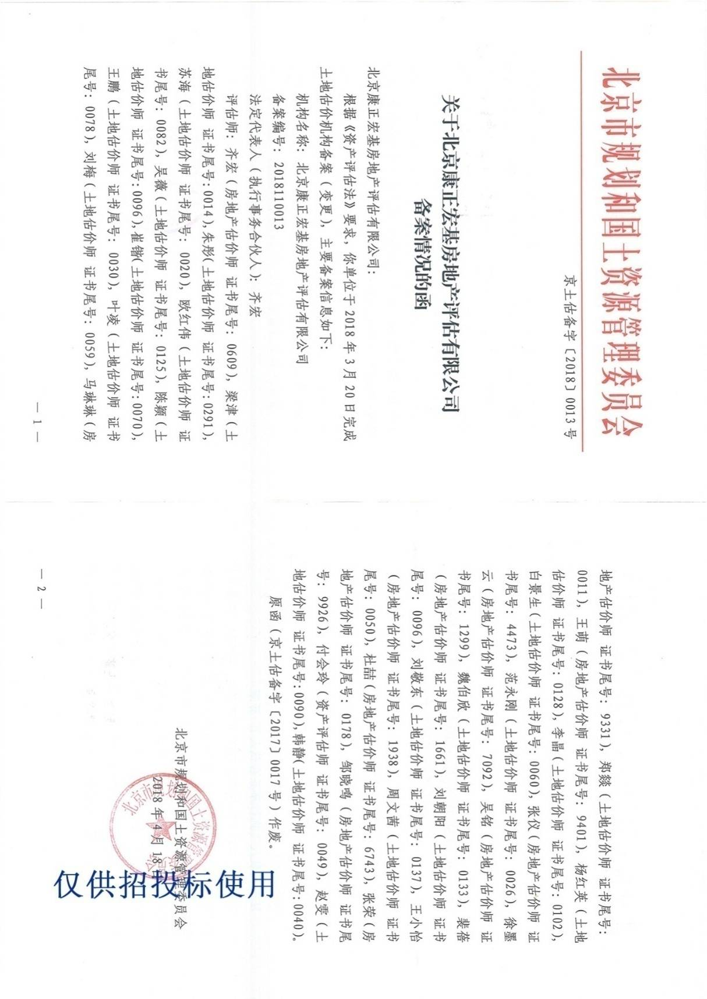 北京市规划和国土资源管理委员会
京土估备字〔2018〕0013号
关于北京康正宏基房地产评估有限公司
备案情况的函
北京康正宏基房地产评估有限公司：
根据《资产评估法》要求，你单位于2018年3月20日完成
土地估价机构备案（变更），主要备案信息如下：
机构名称：北京康正宏基房地产评估有限公司
备案编号：2018110013
法定代表人（执行事务合伙人）：齐宏
评估师：齐宏（房地产估价师 证书尾号：0609），梁津（土
地估价师 证书尾号：0014），朱彤（土地估价师 证书尾号：0291），
苏海（土地估价师 证书尾号：0020），欧红伟（土地估价师 证
书尾号：0082），吴薇（土地估价师 证书尾号：0125），陈颖（土
地估价师 证书尾号：0096），崔锴（土地估价师 证书尾号：0070），
王鹏（土地估价师 证书尾号：0030），叶凌（土地估价师 证书
尾号：0078），刘梅（土地估价师 证书尾号：0059），马琳琳（房
— 1 —
地产估价师 证书尾号：9331），郑燚（土地估价师 证书尾号：
0011），王萌（房地产估价师 证书尾号：9401），杨红英（土地
估价师 证书尾号：0128），李晶（土地估价师 证书尾号：0102），
白景生（土地估价师 证书尾号：0060），张仪（房地产估价师 证
书尾号：4473），范永刚（土地估价师 证书尾号：0026），徐墨
云（房地产估价师 证书尾号：7092），吴铭（房地产估价师 证
书尾号：1299），魏伯欣（土地估价师 证书尾号：0133），裴蓓
（房地产估价师 证书尾号：1661），刘朝阳（土地估价师 证书
尾号：0096），刘敬东（土地估价师 证书尾号：0137），王小怡
（房地产估价师 证书尾号：1938），周文茜（土地估价师 证书
尾号：0050），杜喆（房地产估价师 证书尾号：6743），张荣（房
地产估价师 证书尾号：0178），邹晓鸣（房地产估价师 证书尾
号：9926），付会玲（资产评估师 证书尾号：0049），赵雯（土
地估价师 证书尾号：0090），韩静（土地估价师 证书尾号：0040）。
原函（京土估备字〔2017〕0017号）作废。
北京市规划和国土资源管理委员会
2018年4月18日
仅供招投标使用
— 2 —